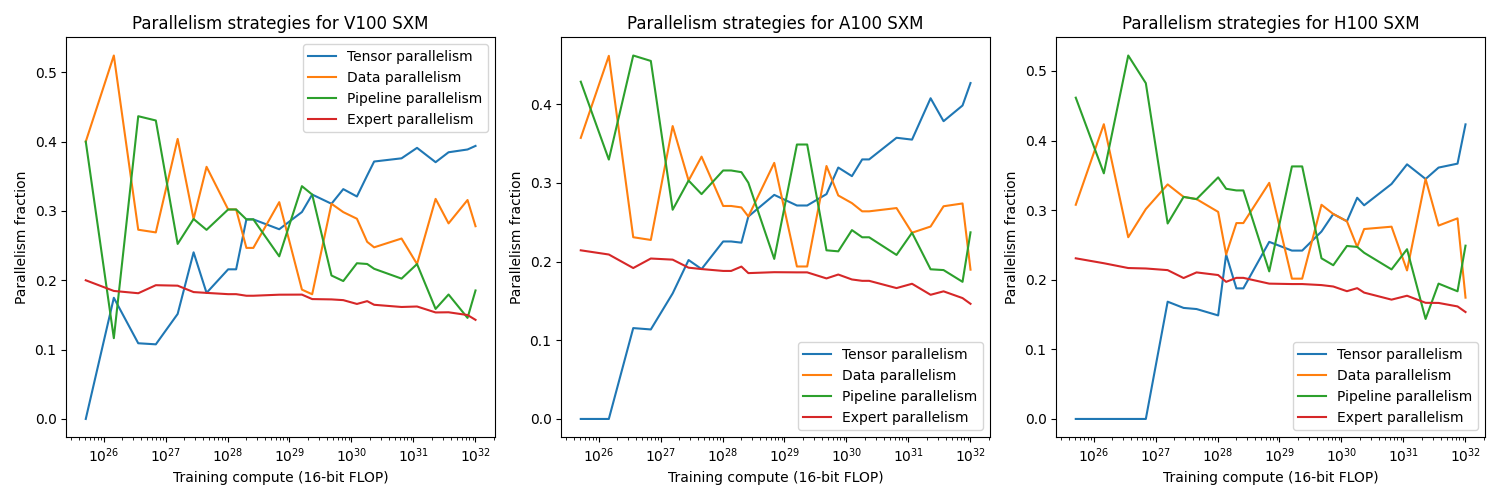 Parallelism strategies for V100 SXM
Parallelism fraction
0.5
0.4
0.3
0.2
0.1
0.0
Tensor parallelism
Data parallelism
Pipeline parallelism
Expert parallelism
10^26 10^27 10^28 10^29 10^30 10^31 10^32
Training compute (16-bit FLOP)
Parallelism strategies for A100 SXM
Parallelism fraction
0.4
0.3
0.2
0.1
0.0
Tensor parallelism
Data parallelism
Pipeline parallelism
Expert parallelism
10^26 10^27 10^28 10^29 10^30 10^31 10^32
Training compute (16-bit FLOP)
Parallelism strategies for H100 SXM
Parallelism fraction
0.5
0.4
0.3
0.2
0.1
0.0
Tensor parallelism
Data parallelism
Pipeline parallelism
Expert parallelism
10^26 10^27 10^28 10^29 10^30 10^31 10^32
Training compute (16-bit FLOP)